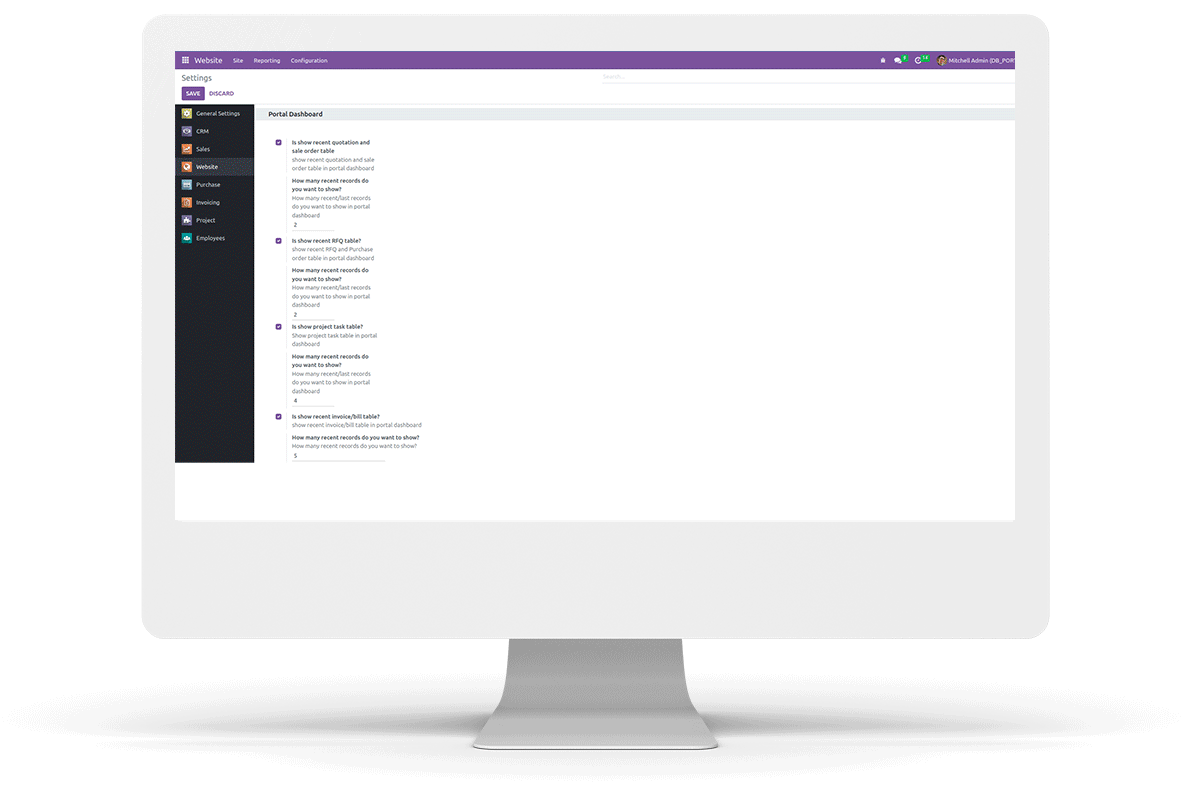 Website Site Reporting Configuration Mitchell Admin (DB_POR
Settings
Search...
SAVE DISCARD
General Settings
CRM
Sales
Website
Purchase
Invoicing
Project
Employees
Portal Dashboard
Is show recent quotation and
sale order table
show recent quotation and sale
order table in portal dashboard
How many recent records do
you want to show?
How many recent/last records
do you want to show in portal
dashboard
2
Is show recent RFQ table?
show recent RFQ and Purchase
order table in portal dashboard
How many recent records do
you want to show?
How many recent/last records
do you want to show in portal
dashboard
2
Is show project task table?
Show project task table in portal
dashboard
How many recent records do
you want to show?
How many recent/last records
do you want to show in portal
dashboard
4
Is show recent invoice/bill table?
show recent invoice/bill table in portal dashboard
How many recent records do you want to show?
How many recent records do you want to show?
5